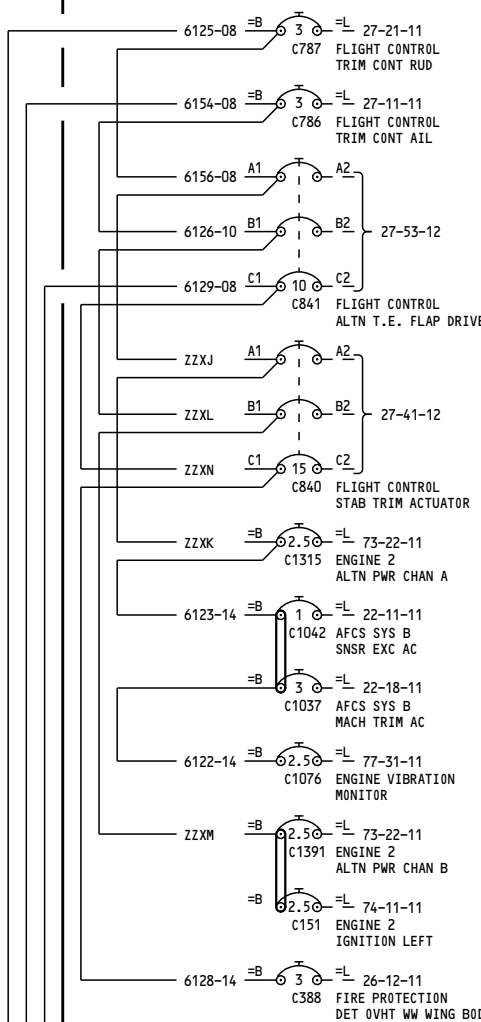 6125-08 =B 3 =L 27-21-11
C787 FLIGHT CONTROL
TRIM CONT RUD
6154-08 =B 3 =L 27-11-11
C786 FLIGHT CONTROL
TRIM CONT AIL
6156-08 A1 A2
6126-10 B1 B2 27-53-12
6129-08 C1 10 C2
C841 FLIGHT CONTROL
ALTN T.E. FLAP DRIVE
ZZXJ A1 A2
ZZXL B1 B2 27-41-12
ZZXN C1 15 C2
C840 FLIGHT CONTROL
STAB TRIM ACTUATOR
ZZXK =B 2.5 =L 73-22-11
C1315 ENGINE 2
ALTN PWR CHAN A
6123-14 =B 1 =L 22-11-11
C1042 AFCS SYS B
SNSR EXC AC
=B 3 =L 22-18-11
C1037 AFCS SYS B
MACH TRIM AC
6122-14 =B 2.5 =L 77-31-11
C1076 ENGINE VIBRATION
MONITOR
ZZXM =B 2.5 =L 73-22-11
C1391 ENGINE 2
ALTN PWR CHAN B
=B 2.5 =L 74-11-11
C151 ENGINE 2
IGNITION LEFT
6128-14 =B 3 =L 26-12-11
C388 FIRE PROTECTION
DET OVHT WW WING BOD